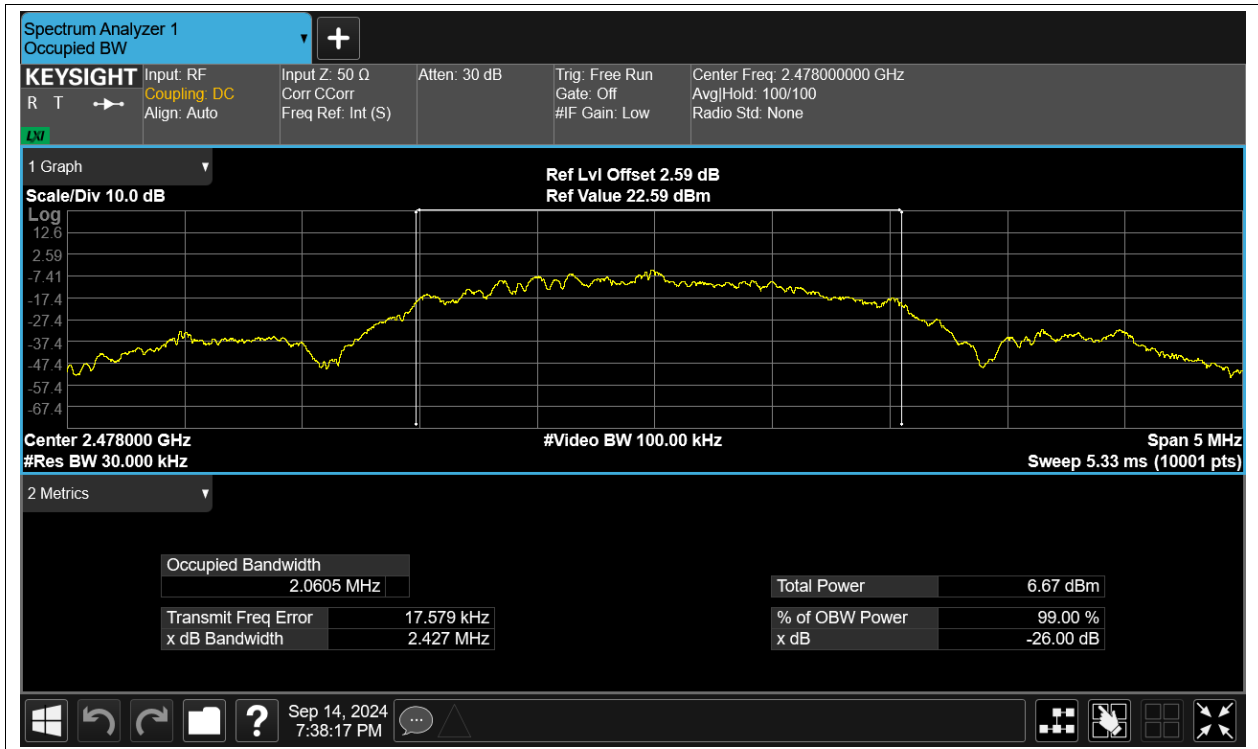 Spectrum Analyzer 1
Occupied BW
KEYSIGHT
R T
LXI
Input: RF
Coupling: DC
Align: Auto
Input Z: 50 Ω
Corr CCorr
Freq Ref: Int (S)
Atten: 30 dB
Trig: Free Run
Gate: Off
#IF Gain: Low
Center Freq: 2.478000000 GHz
Avg|Hold: 100/100
Radio Std: None
1 Graph
Scale/Div 10.0 dB
Ref Lvl Offset 2.59 dB
Ref Value 22.59 dBm
Log
12.6
2.59
-7.41
-17.4
-27.4
-37.4
-47.4
-57.4
-67.4
Center 2.478000 GHz
#Video BW 100.00 kHz
Span 5 MHz
#Res BW 30.000 kHz
Sweep 5.33 ms (10001 pts)
2 Metrics
Occupied Bandwidth
2.0605 MHz
Transmit Freq Error 17.579 kHz
x dB Bandwidth 2.427 MHz
Total Power 6.67 dBm
% of OBW Power 99.00 %
x dB -26.00 dB
?
Sep 14, 2024
7:38:17 PM